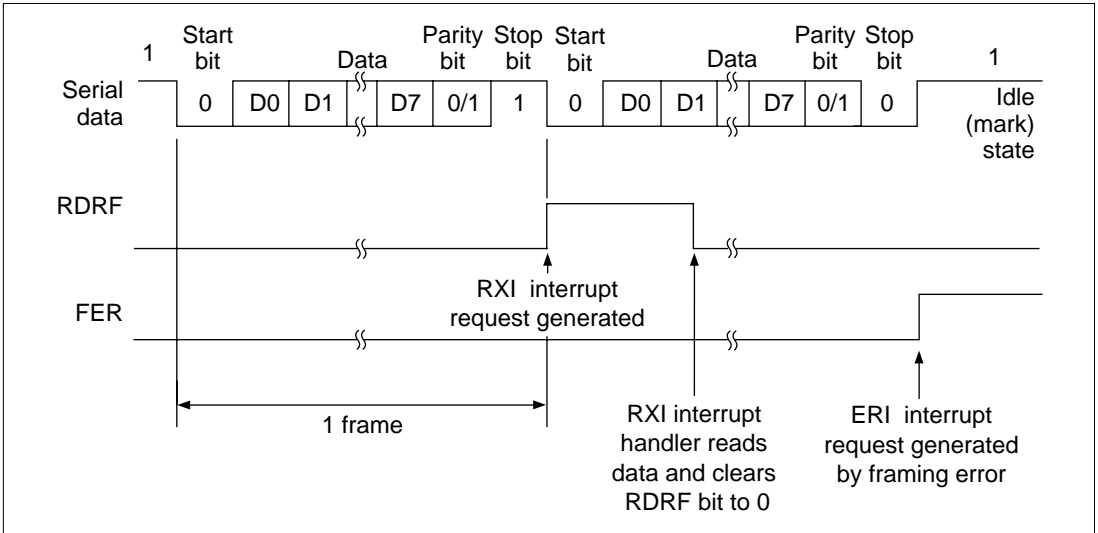 1 Start bit Data Parity bit Stop bit Start bit Data Parity bit Stop bit 1
Serial data 0 D0 D1 D7 0/1 1 0 D0 D1 D7 0/1 0 Idle (mark) state
RDRF
RXI interrupt
request generated
FER
1 frame
RXI interrupt
handler reads
data and clears
RDRF bit to 0
ERI interrupt
request generated
by framing error